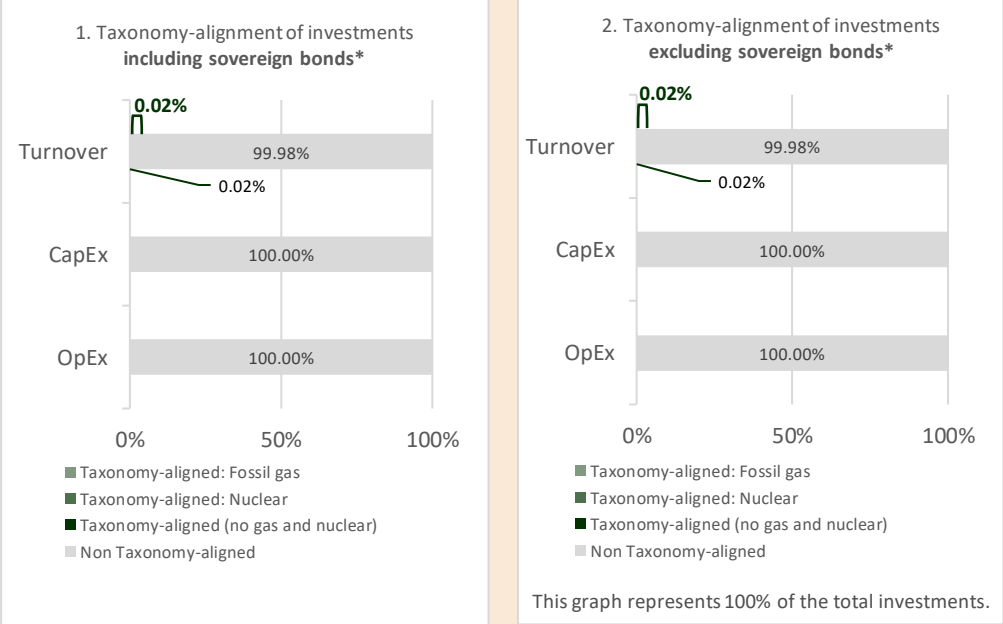 1. Taxonomy-alignment of investments
including sovereign bonds*
0.02%
Turnover
99.98%
0.02%
CapEx
100.00%
OpEx
100.00%
0%
50%
100%
Taxonomy-aligned: Fossil gas
Taxonomy-aligned: Nuclear
Taxonomy-aligned (no gas and nuclear)
Non Taxonomy-aligned
2. Taxonomy-alignment of investments
excluding sovereign bonds*
0.02%
Turnover
99.98%
0.02%
CapEx
100.00%
OpEx
100.00%
0%
50%
100%
Taxonomy-aligned: Fossil gas
Taxonomy-aligned: Nuclear
Taxonomy-aligned (no gas and nuclear)
Non Taxonomy-aligned
This graph represents 100% of the total investments.